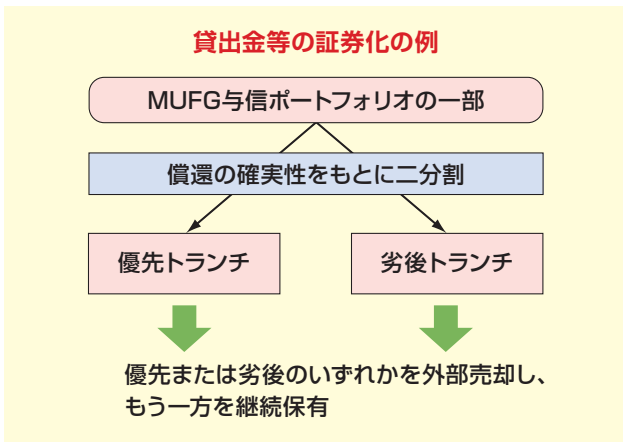 貸出金等の証券化の例
MUFG与信ポートフォリオの一部
償還の確実性をもとに二分割
優先トランチ
劣後トランチ
優先または劣後のいずれかを外部売却し、
もう一方を継続保有